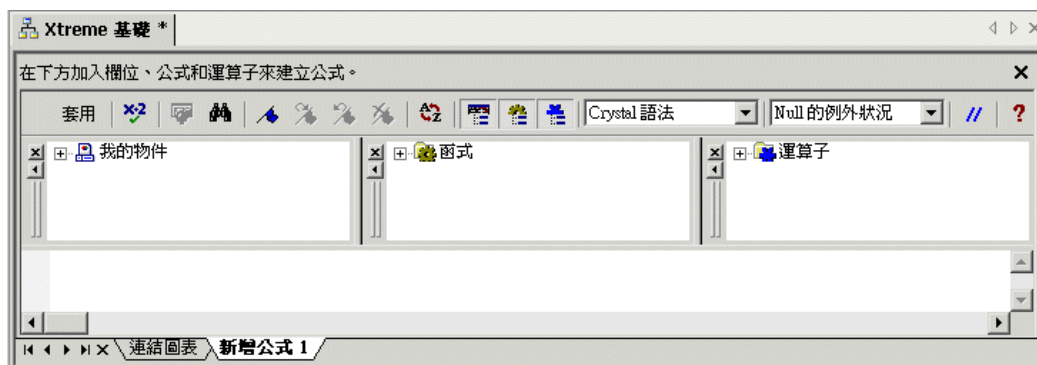 Xtreme 基礎 *
在下方加入欄位、公式和運算子來建立公式。
套用 Crystal 語法 Null 的例外狀況 // ?
我的物件 函式 運算子
連結圖表 新增公式 1